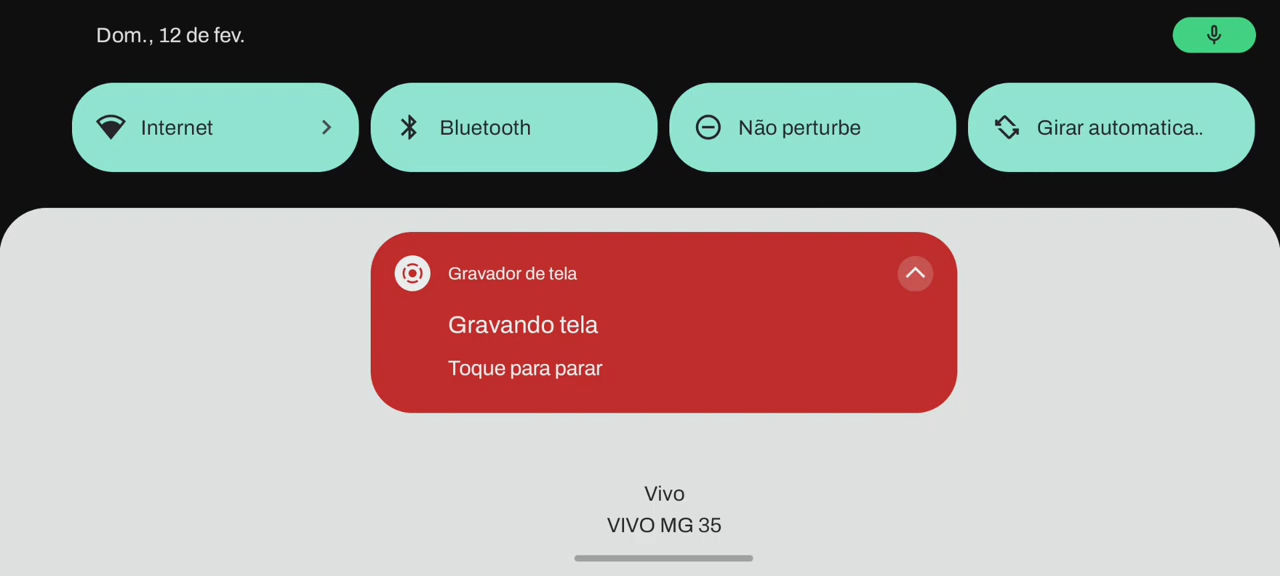 Dom., 12 de fev.
Internet
Bluetooth
Não perturbe
Girar automatica..
Gravador de tela
Gravando tela
Toque para parar
Vivo
VIVO MG 35